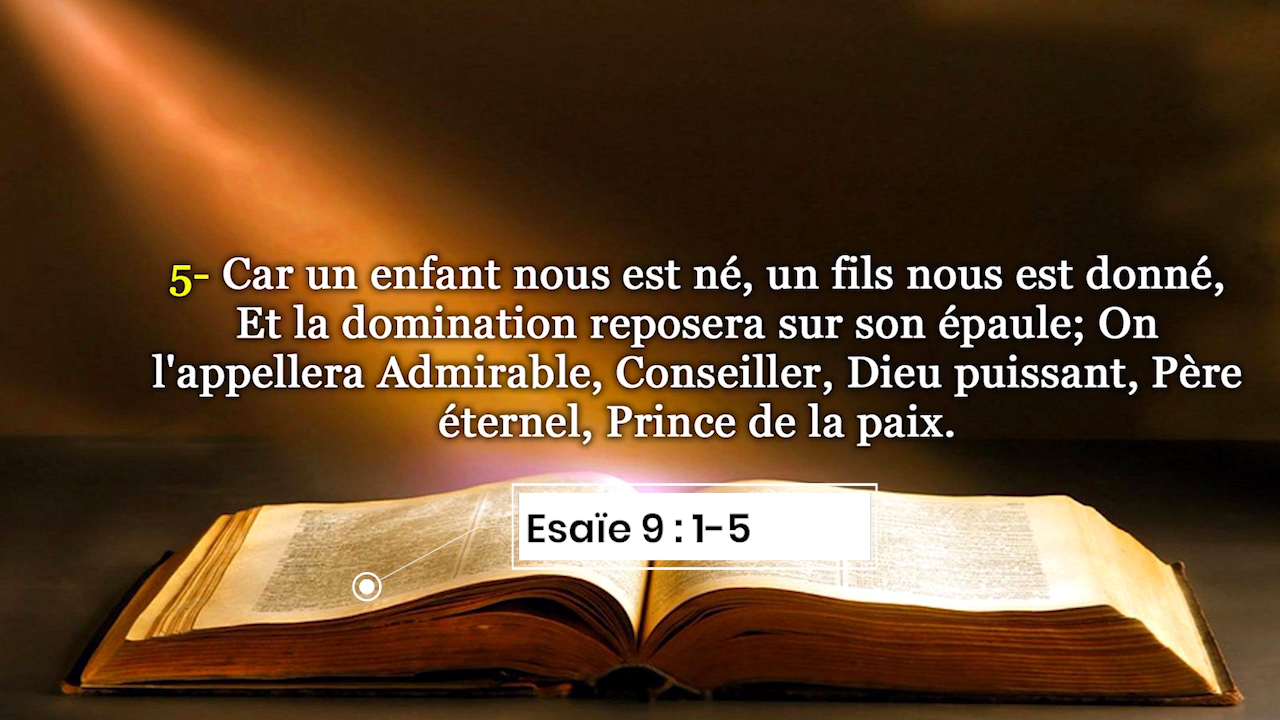 5- Car un enfant nous est né, un fils nous est donné,
Et la domination reposera sur son épaule; On
l'appellera Admirable, Conseiller, Dieu puissant, Père
éternel, Prince de la paix.
Esaïe 9 : 1-5